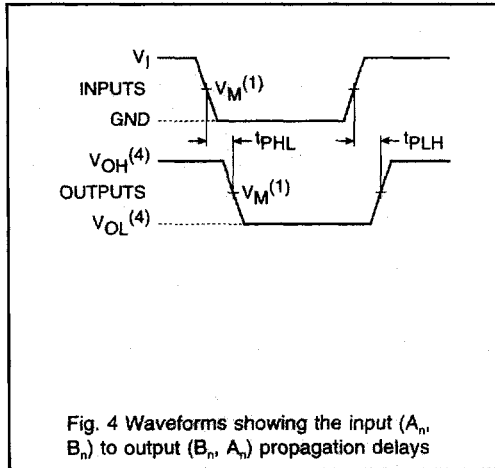 V_I
INPUTS
V_M(1)
GND
t_PHL
t_PLH
V_OH(4)
OUTPUTS
V_M(1)
V_OL(4)
Fig. 4 Waveforms showing the input (A_n,
B_n) to output (B_n, A_n) propagation delays